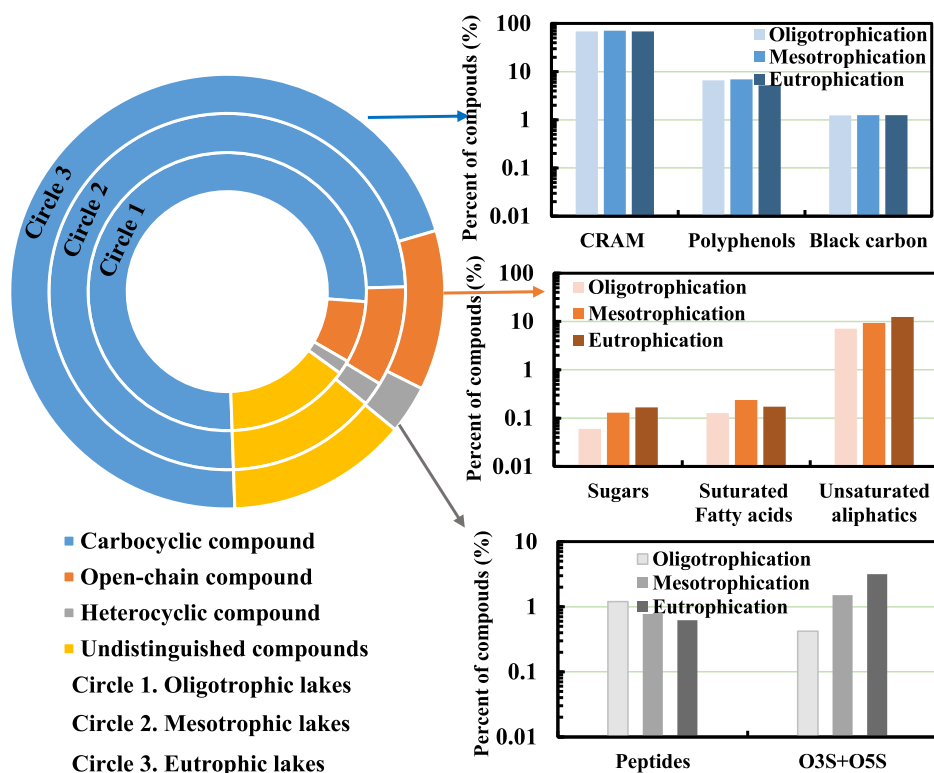 Circle 3
Circle 2
Circle 1
Carbocyclic compound
Open-chain compound
Heterocyclic compound
Undistinguished compounds
Circle 1. Oligotrophic lakes
Circle 2. Mesotrophic lakes
Circle 3. Eutrophic lakes
Percent of compouds (%)
100
10
1
0.1
0.01
Oligotrophication
Mesotrophication
Eutrophication
CRAM
Polyphenols
Black carbon
Percent of compouds (%)
100
10
1
0.1
0.01
Oligotrophication
Mesotrophication
Eutrophication
Sugars
Suturated
Fatty acids
Unsaturated
aliphatics
Percent of compouds (%)
10
1
0.1
0.01
Oligotrophication
Mesotrophication
Eutrophication
Peptides
O3S+O5S